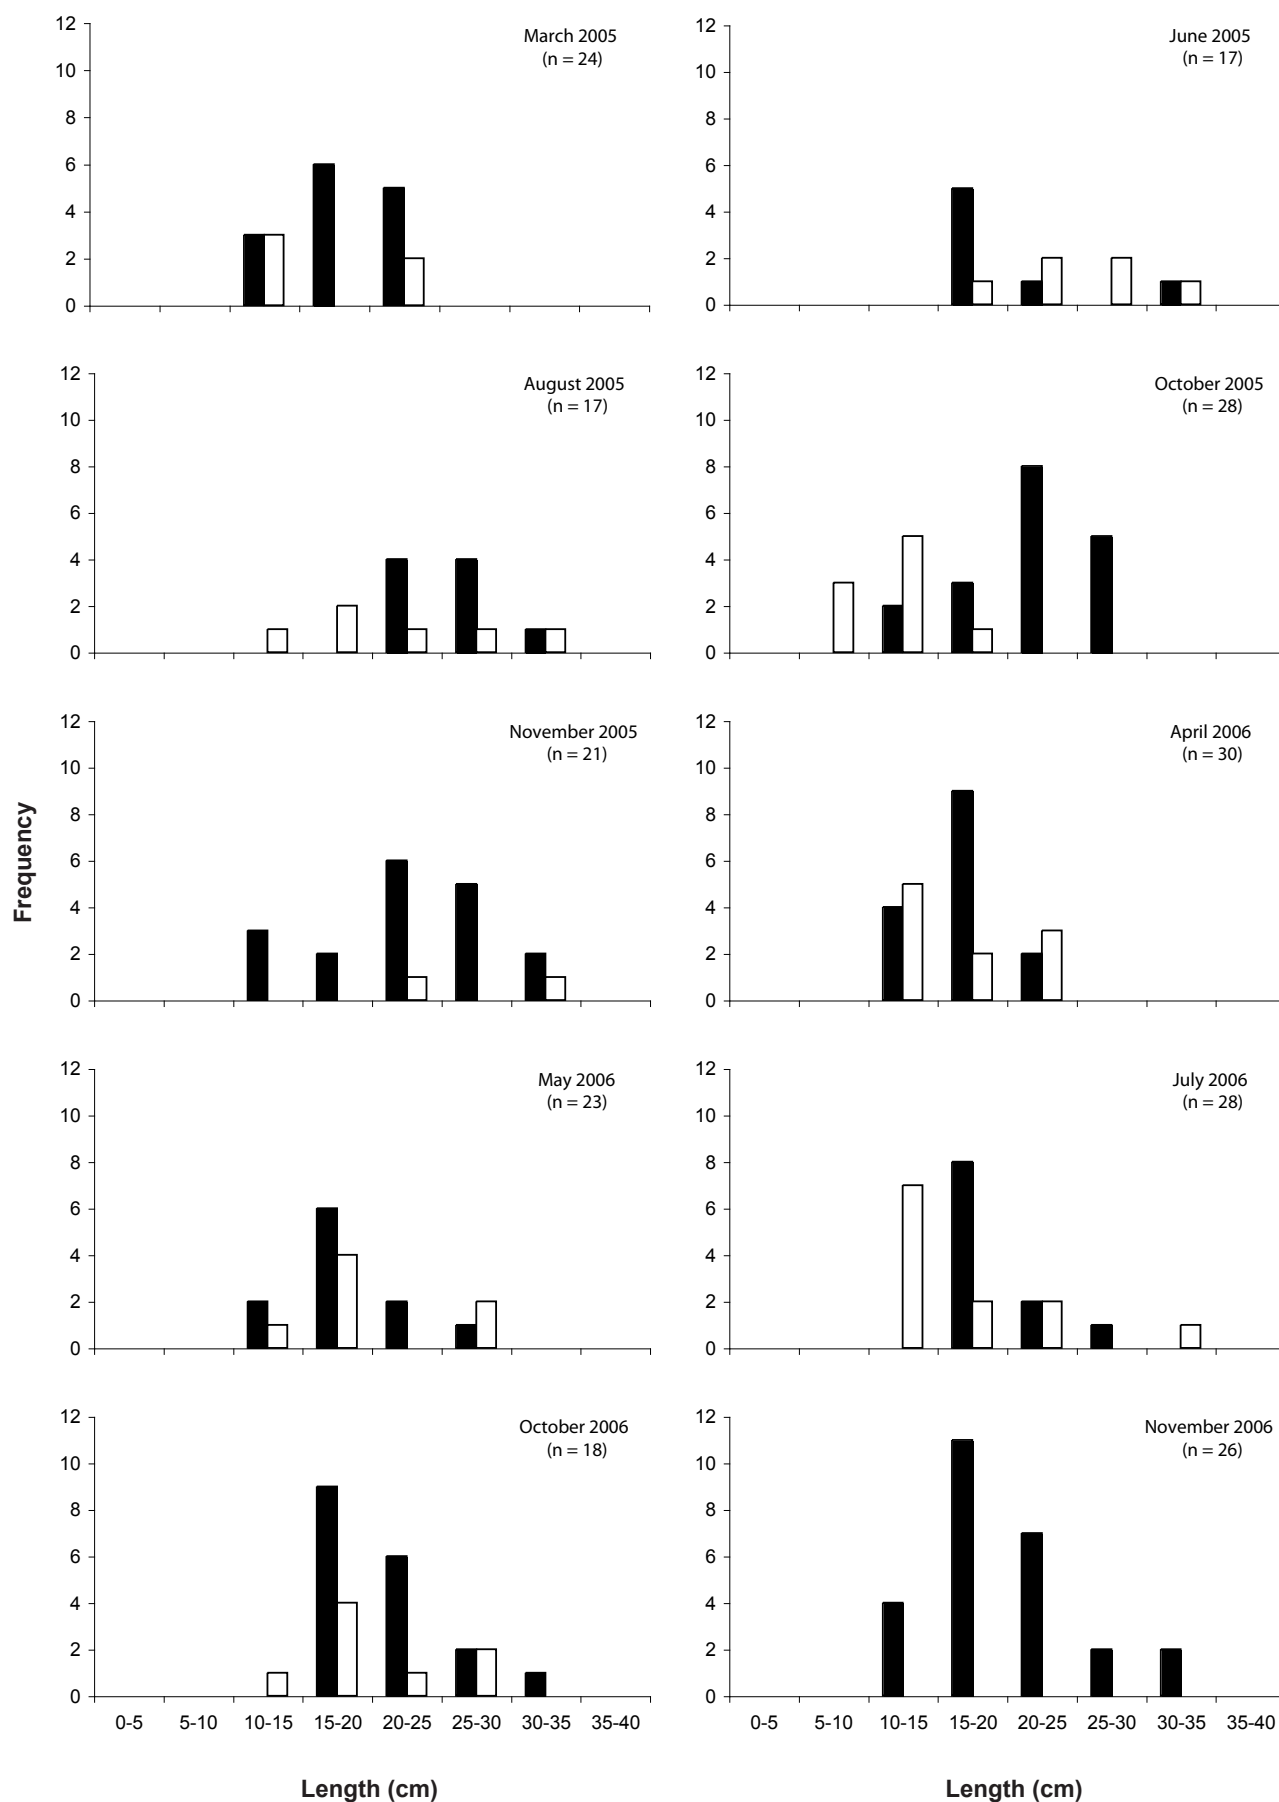 12
10
8
6
4
2
0
March 2005
(n = 24)
12
10
8
6
4
2
0
June 2005
(n = 17)
12
10
8
6
4
2
0
August 2005
(n = 17)
12
10
8
6
4
2
0
October 2005
(n = 28)
12
10
8
6
4
2
0
November 2005
(n = 21)
12
10
8
6
4
2
0
April 2006
(n = 30)
Frequency
12
10
8
6
4
2
0
May 2006
(n = 23)
12
10
8
6
4
2
0
July 2006
(n = 28)
12
10
8
6
4
2
0
October 2006
(n = 18)
0-5 5-10 10-15 15-20 20-25 25-30 30-35 35-40
Length (cm)
12
10
8
6
4
2
0
November 2006
(n = 26)
0-5 5-10 10-15 15-20 20-25 25-30 30-35 35-40
Length (cm)